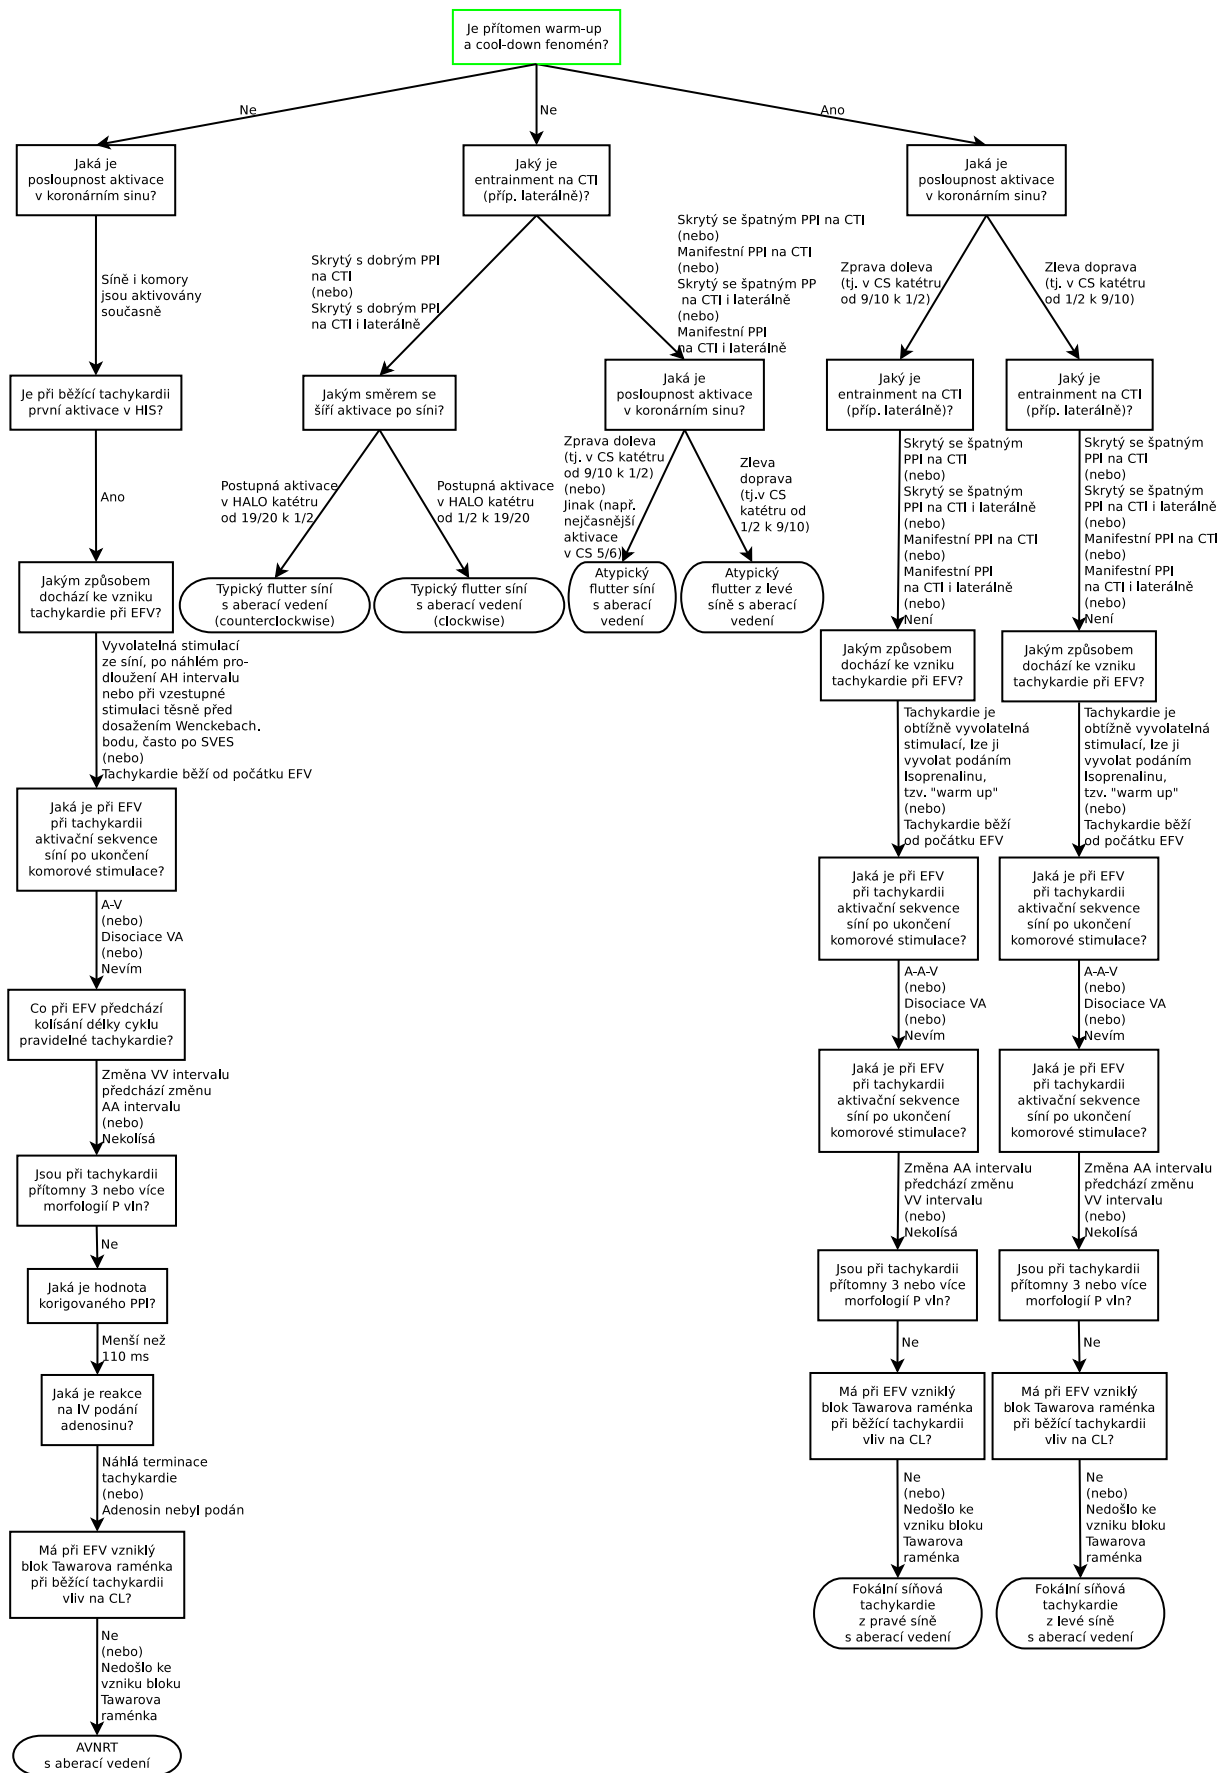 Je přítomen warm-up
a cool-down fenomén?
Ne
Ne
Ano
Jaká je
posloupnost aktivace
v koronárním sinu?
Jaký je
entrainment na CTI
(příp. laterálně)?
Jaká je
posloupnost aktivace
v koronárním sinu?
Síně i komory
jsou aktivovány
současně
Skrytý s dobrým PPI
na CTI
(nebo)
Skrytý s dobrým PPI
na CTI i laterálně
Skrytý se špatným PPI na CTI
(nebo)
Manifestní PPI na CTI
(nebo)
Skrytý se špatným PP
na CTI i laterálně
(nebo)
Manifestní PPI
na CTI i laterálně
Zprava doleva
(tj. v CS katétru
od 9/10 k 1/2)
Zleva doprava
(tj. v CS katétru
od 1/2 k 9/10)
Je při běžící tachykardii
první aktivace v HIS?
Jakým směrem se
šíří aktivace po síni?
Jaká je
posloupnost aktivace
v koronárním sinu?
Jaký je
entrainment na CTI
(příp. laterálně)?
Jaký je
entrainment na CTI
(příp. laterálně)?
Ano
Postupná aktivace
v HALO katétru
od 19/20 k 1/2
Postupná aktivace
v HALO katétru
od 1/2 k 19/20
Zprava doleva
(tj. v CS katétru
od 9/10 k 1/2)
(nebo)
Jinak (např.
nejčasnější
aktivace
v CS 5/6)
Zleva
doprava
(tj.v CS
katétru od
1/2 k 9/10)
Skrytý se špatným
PPI na CTI
(nebo)
Skrytý se špatným
PPI na CTI i laterálně
(nebo)
Manifestní PPI na CTI
(nebo)
Manifestní PPI
na CTI i laterálně
(nebo)
Není
Skrytý se špatným
PPI na CTI
(nebo)
Skrytý se špatným
PPI na CTI i laterálně
(nebo)
Manifestní PPI na CTI
(nebo)
Manifestní PPI
na CTI i laterálně
(nebo)
Není
Jakým způsobem
dochází ke vzniku
tachykardie při EFV?
Typický flutter síní
s aberací vedení
(counterclockwise)
Typický flutter síní
s aberací vedení
(clockwise)
Atypický
flutter síní
s aberací
vedení
Atypický
flutter z levé
síně s aberací
vedení
Jakým způsobem
dochází ke vzniku
tachykardie při EFV?
Jakým způsobem
dochází ke vzniku
tachykardie při EFV?
Vyvolatelná stimulací
ze síní, po náhlém pro-
dloužení AH intervalu
nebo při vzestupné
stimulaci těsně před
dosažením Wenckebach.
bodu, často po SVES
(nebo)
Tachykardie běží od počátku EFV
Tachykardie je
obtížně vyvolatelná
stimulací, lze ji
vyvolat podáním
Isoprenalinu,
tzv. "warm up"
(nebo)
Tachykardie běží
od počátku EFV
Tachykardie je
obtížně vyvolatelná
stimulací, lze ji
vyvolat podáním
Isoprenalinu,
tzv. "warm up"
(nebo)
Tachykardie běží
od počátku EFV
Jaká je při EFV
při tachykardii
aktivační sekvence
síní po ukončení
komorové stimulace?
Jaká je při EFV
při tachykardii
aktivační sekvence
síní po ukončení
komorové stimulace?
Jaká je při EFV
při tachykardii
aktivační sekvence
síní po ukončení
komorové stimulace?
A-V
(nebo)
Disociace VA
(nebo)
Nevím
A-A-V
(nebo)
Disociace VA
(nebo)
Nevím
A-A-V
(nebo)
Disociace VA
(nebo)
Nevím
Co při EFV předchází
kolísání délky cyklu
pravidelné tachykardie?
Jaká je při EFV
při tachykardii
aktivační sekvence
síní po ukončení
komorové stimulace?
Jaká je při EFV
při tachykardii
aktivační sekvence
síní po ukončení
komorové stimulace?
Změna VV intervalu
předchází změnu
AA intervalu
(nebo)
Nekolísá
Změna AA intervalu
předchází změnu
VV intervalu
(nebo)
Nekolísá
Změna AA intervalu
předchází změnu
VV intervalu
(nebo)
Nekolísá
Jsou při tachykardii
přítomny 3 nebo více
morfologií P vln?
Jsou při tachykardii
přítomny 3 nebo více
morfologií P vln?
Jsou při tachykardii
přítomny 3 nebo více
morfologií P vln?
Ne
Ne
Ne
Jaká je hodnota
korigovaného PPI?
Menší než
110 ms
Jaká je reakce
na IV podání
adenosinu?
Má při EFV vzniklý
blok Tawarova raménka
při běžící tachykardii
vliv na CL?
Má při EFV vzniklý
blok Tawarova raménka
při běžící tachykardii
vliv na CL?
Náhlá terminace
tachykardie
(nebo)
Adenosin nebyl podán
Ne
(nebo)
Nedošlo ke
vzniku bloku
Tawarova
raménka
Ne
(nebo)
Nedošlo ke
vzniku bloku
Tawarova
raménka
Má při EFV vzniklý
blok Tawarova raménka
při běžící tachykardii
vliv na CL?
Fokální síňová
tachykardie
z pravé síně
s aberací vedení
Fokální síňová
tachykardie
z levé síně
s aberací vedení
Ne
(nebo)
Nedošlo ke
vzniku bloku
Tawarova
raménka
AVNRT
s aberací vedení